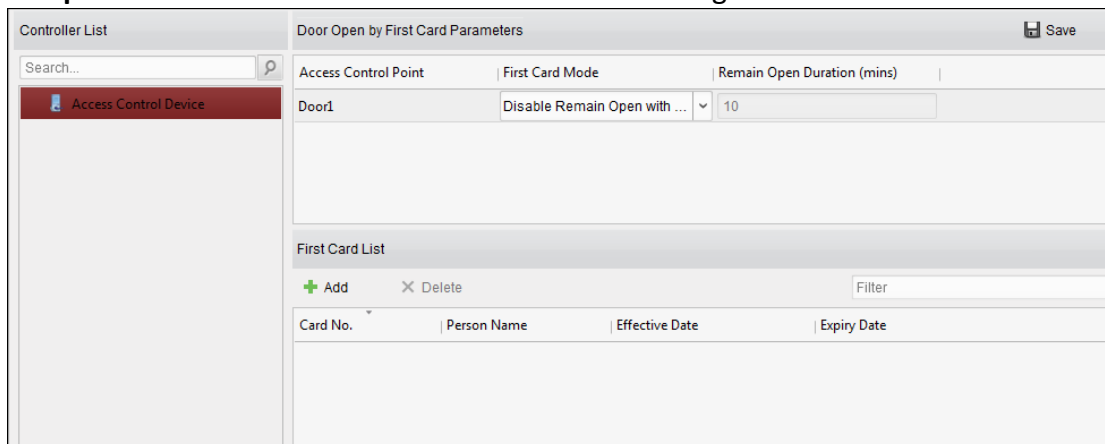 Controller List
Door Open by First Card Parameters
Save
Search...
Access Control Point
First Card Mode
Remain Open Duration (mins)
Access Control Device
Door1
Disable Remain Open with ...
10
First Card List
Add
Delete
Filter
Card No.
Person Name
Effective Date
Expiry Date